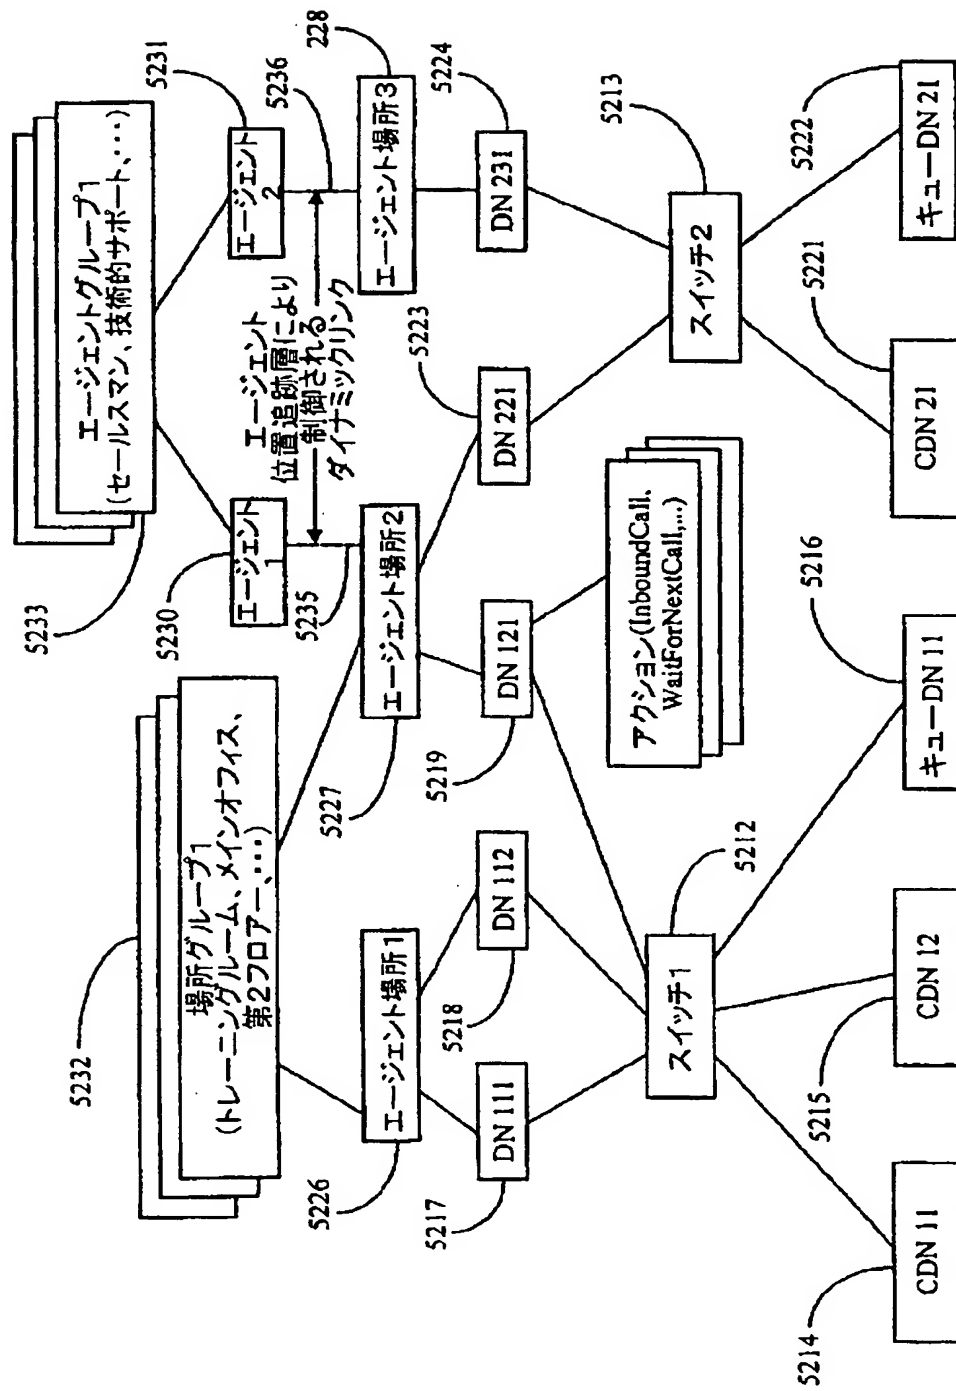 場所グループ1
(トレーニングルーム、メインオフィス、
第2フロアー、・・・・)
5232
エージェントグループ1
(セールスマン、技術的サポート、・・・・)
5233
エージェント
1
5230
エージェント
2
5231
エージェント
位置追跡層により
制御される
ダイナミックリンク
5235
5236
エージェント場所1
5226
エージェント場所2
5227
エージェント場所3
228
DN 111
5217
DN 112
5218
DN 121
5219
DN 221
5223
DN 231
5224
アクション(InboundCall,
WaitForNextCall,...)
スイッチ1
5212
スイッチ2
5213
CDN 11
5214
CDN 12
5215
キューDN 11
5216
CDN 21
5221
キューDN 21
5222